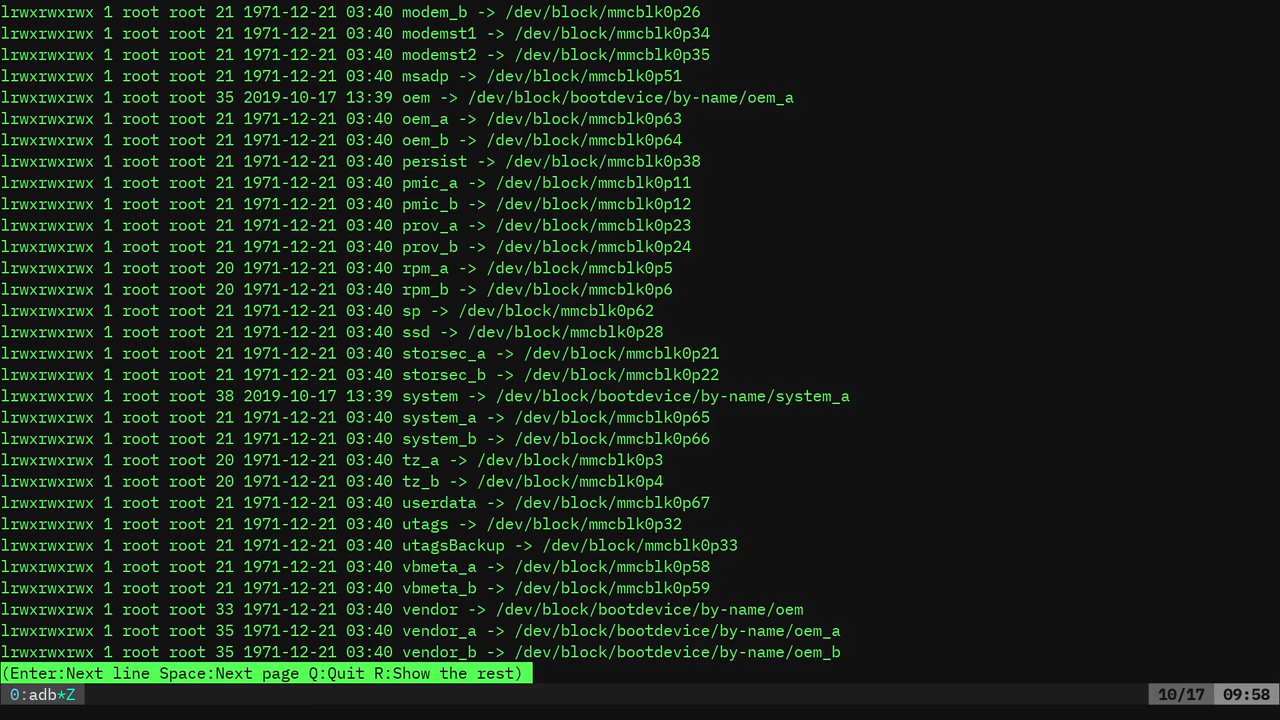 lrwxrwxrwx 1 root root 21 1971-12-21 03:40 modem_b -> /dev/block/mmcblk0p26
lrwxrwxrwx 1 root root 21 1971-12-21 03:40 modemst1 -> /dev/block/mmcblk0p34
lrwxrwxrwx 1 root root 21 1971-12-21 03:40 modemst2 -> /dev/block/mmcblk0p35
lrwxrwxrwx 1 root root 21 1971-12-21 03:40 msadp -> /dev/block/mmcblk0p51
lrwxrwxrwx 1 root root 35 2019-10-17 13:39 oem -> /dev/block/bootdevice/by-name/oem_a
lrwxrwxrwx 1 root root 21 1971-12-21 03:40 oem_a -> /dev/block/mmcblk0p63
lrwxrwxrwx 1 root root 21 1971-12-21 03:40 oem_b -> /dev/block/mmcblk0p64
lrwxrwxrwx 1 root root 21 1971-12-21 03:40 persist -> /dev/block/mmcblk0p38
lrwxrwxrwx 1 root root 21 1971-12-21 03:40 pmic_a -> /dev/block/mmcblk0p11
lrwxrwxrwx 1 root root 21 1971-12-21 03:40 pmic_b -> /dev/block/mmcblk0p12
lrwxrwxrwx 1 root root 21 1971-12-21 03:40 prov_a -> /dev/block/mmcblk0p23
lrwxrwxrwx 1 root root 21 1971-12-21 03:40 prov_b -> /dev/block/mmcblk0p24
lrwxrwxrwx 1 root root 20 1971-12-21 03:40 rpm_a -> /dev/block/mmcblk0p5
lrwxrwxrwx 1 root root 20 1971-12-21 03:40 rpm_b -> /dev/block/mmcblk0p6
lrwxrwxrwx 1 root root 21 1971-12-21 03:40 sp -> /dev/block/mmcblk0p62
lrwxrwxrwx 1 root root 21 1971-12-21 03:40 ssd -> /dev/block/mmcblk0p28
lrwxrwxrwx 1 root root 21 1971-12-21 03:40 storsec_a -> /dev/block/mmcblk0p21
lrwxrwxrwx 1 root root 21 1971-12-21 03:40 storsec_b -> /dev/block/mmcblk0p22
lrwxrwxrwx 1 root root 38 2019-10-17 13:39 system -> /dev/block/bootdevice/by-name/system_a
lrwxrwxrwx 1 root root 21 1971-12-21 03:40 system_a -> /dev/block/mmcblk0p65
lrwxrwxrwx 1 root root 21 1971-12-21 03:40 system_b -> /dev/block/mmcblk0p66
lrwxrwxrwx 1 root root 20 1971-12-21 03:40 tz_a -> /dev/block/mmcblk0p3
lrwxrwxrwx 1 root root 20 1971-12-21 03:40 tz_b -> /dev/block/mmcblk0p4
lrwxrwxrwx 1 root root 21 1971-12-21 03:40 userdata -> /dev/block/mmcblk0p67
lrwxrwxrwx 1 root root 21 1971-12-21 03:40 utags -> /dev/block/mmcblk0p32
lrwxrwxrwx 1 root root 21 1971-12-21 03:40 utagsBackup -> /dev/block/mmcblk0p33
lrwxrwxrwx 1 root root 21 1971-12-21 03:40 vbmeta_a -> /dev/block/mmcblk0p58
lrwxrwxrwx 1 root root 21 1971-12-21 03:40 vbmeta_b -> /dev/block/mmcblk0p59
lrwxrwxrwx 1 root root 33 1971-12-21 03:40 vendor -> /dev/block/bootdevice/by-name/oem
lrwxrwxrwx 1 root root 35 1971-12-21 03:40 vendor_a -> /dev/block/bootdevice/by-name/oem_a
lrwxrwxrwx 1 root root 35 1971-12-21 03:40 vendor_b -> /dev/block/bootdevice/by-name/oem_b
(Enter:Next line Space:Next page Q:Quit R:Show the rest)
0:adb*Z 10/17 09:58